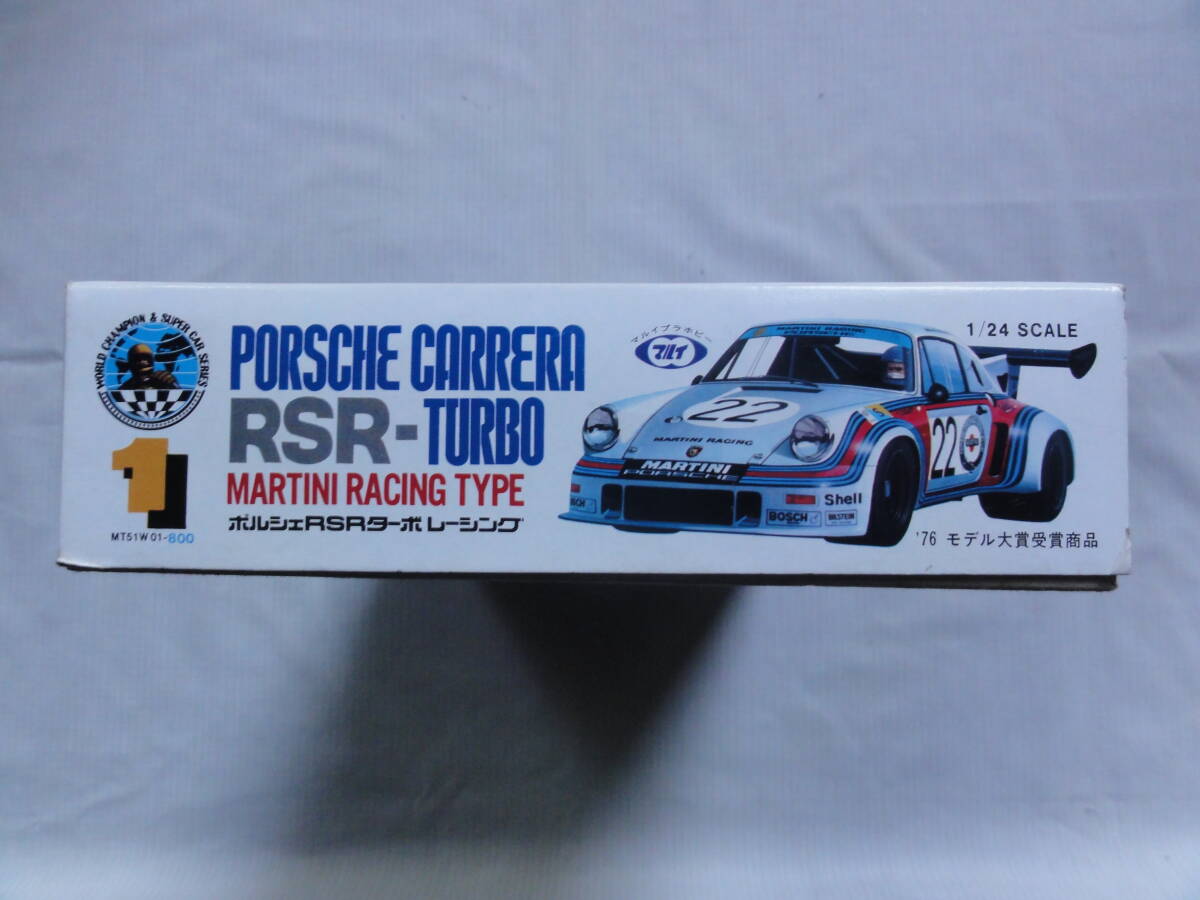 WORLD CHAMPION & SUPER CAR SERIES
1
MT51W01-800
PORSCHE CARRERA
RSR-TURBO
MARTINI RACING TYPE
ポルシェRSRターボ レーシング
マルイプラホビー
マルイ
1/24 SCALE
MARTINI RACING
PORSCHE
22
MARTINI RACING
MARTINI
PORSCHE
22
Shell
BOSCH
BILSTEIN
'76 モデル大賞受賞商品